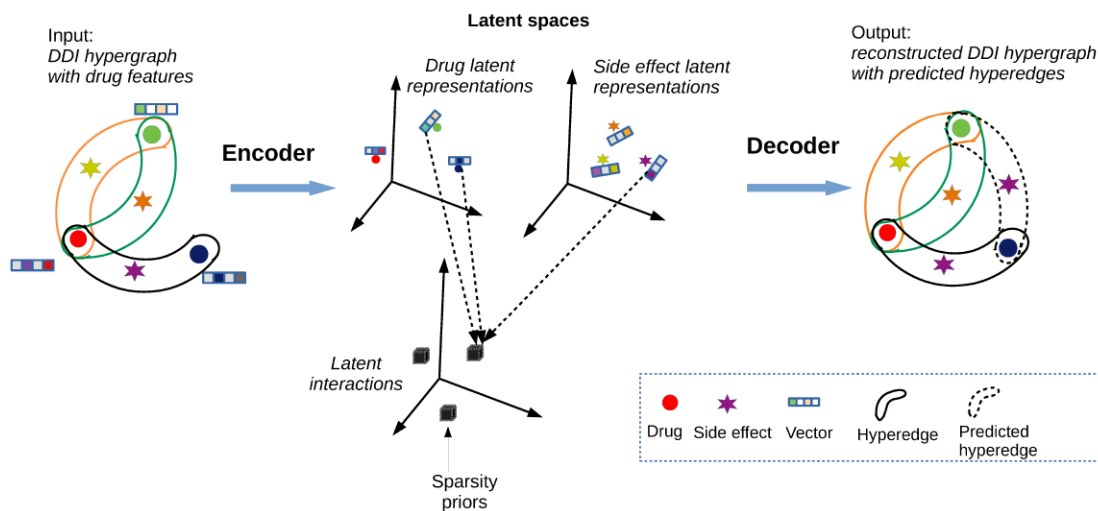 Latent spaces
Input:
DDI hypergraph
with drug features
Encoder
Drug latent
representations
Side effect latent
representations
Decoder
Output:
reconstructed DDI hypergraph
with predicted hyperedges
Latent
interactions
Sparsity
priors
Drug
Side effect
Vector
Hyperedge
Predicted
hyperedge